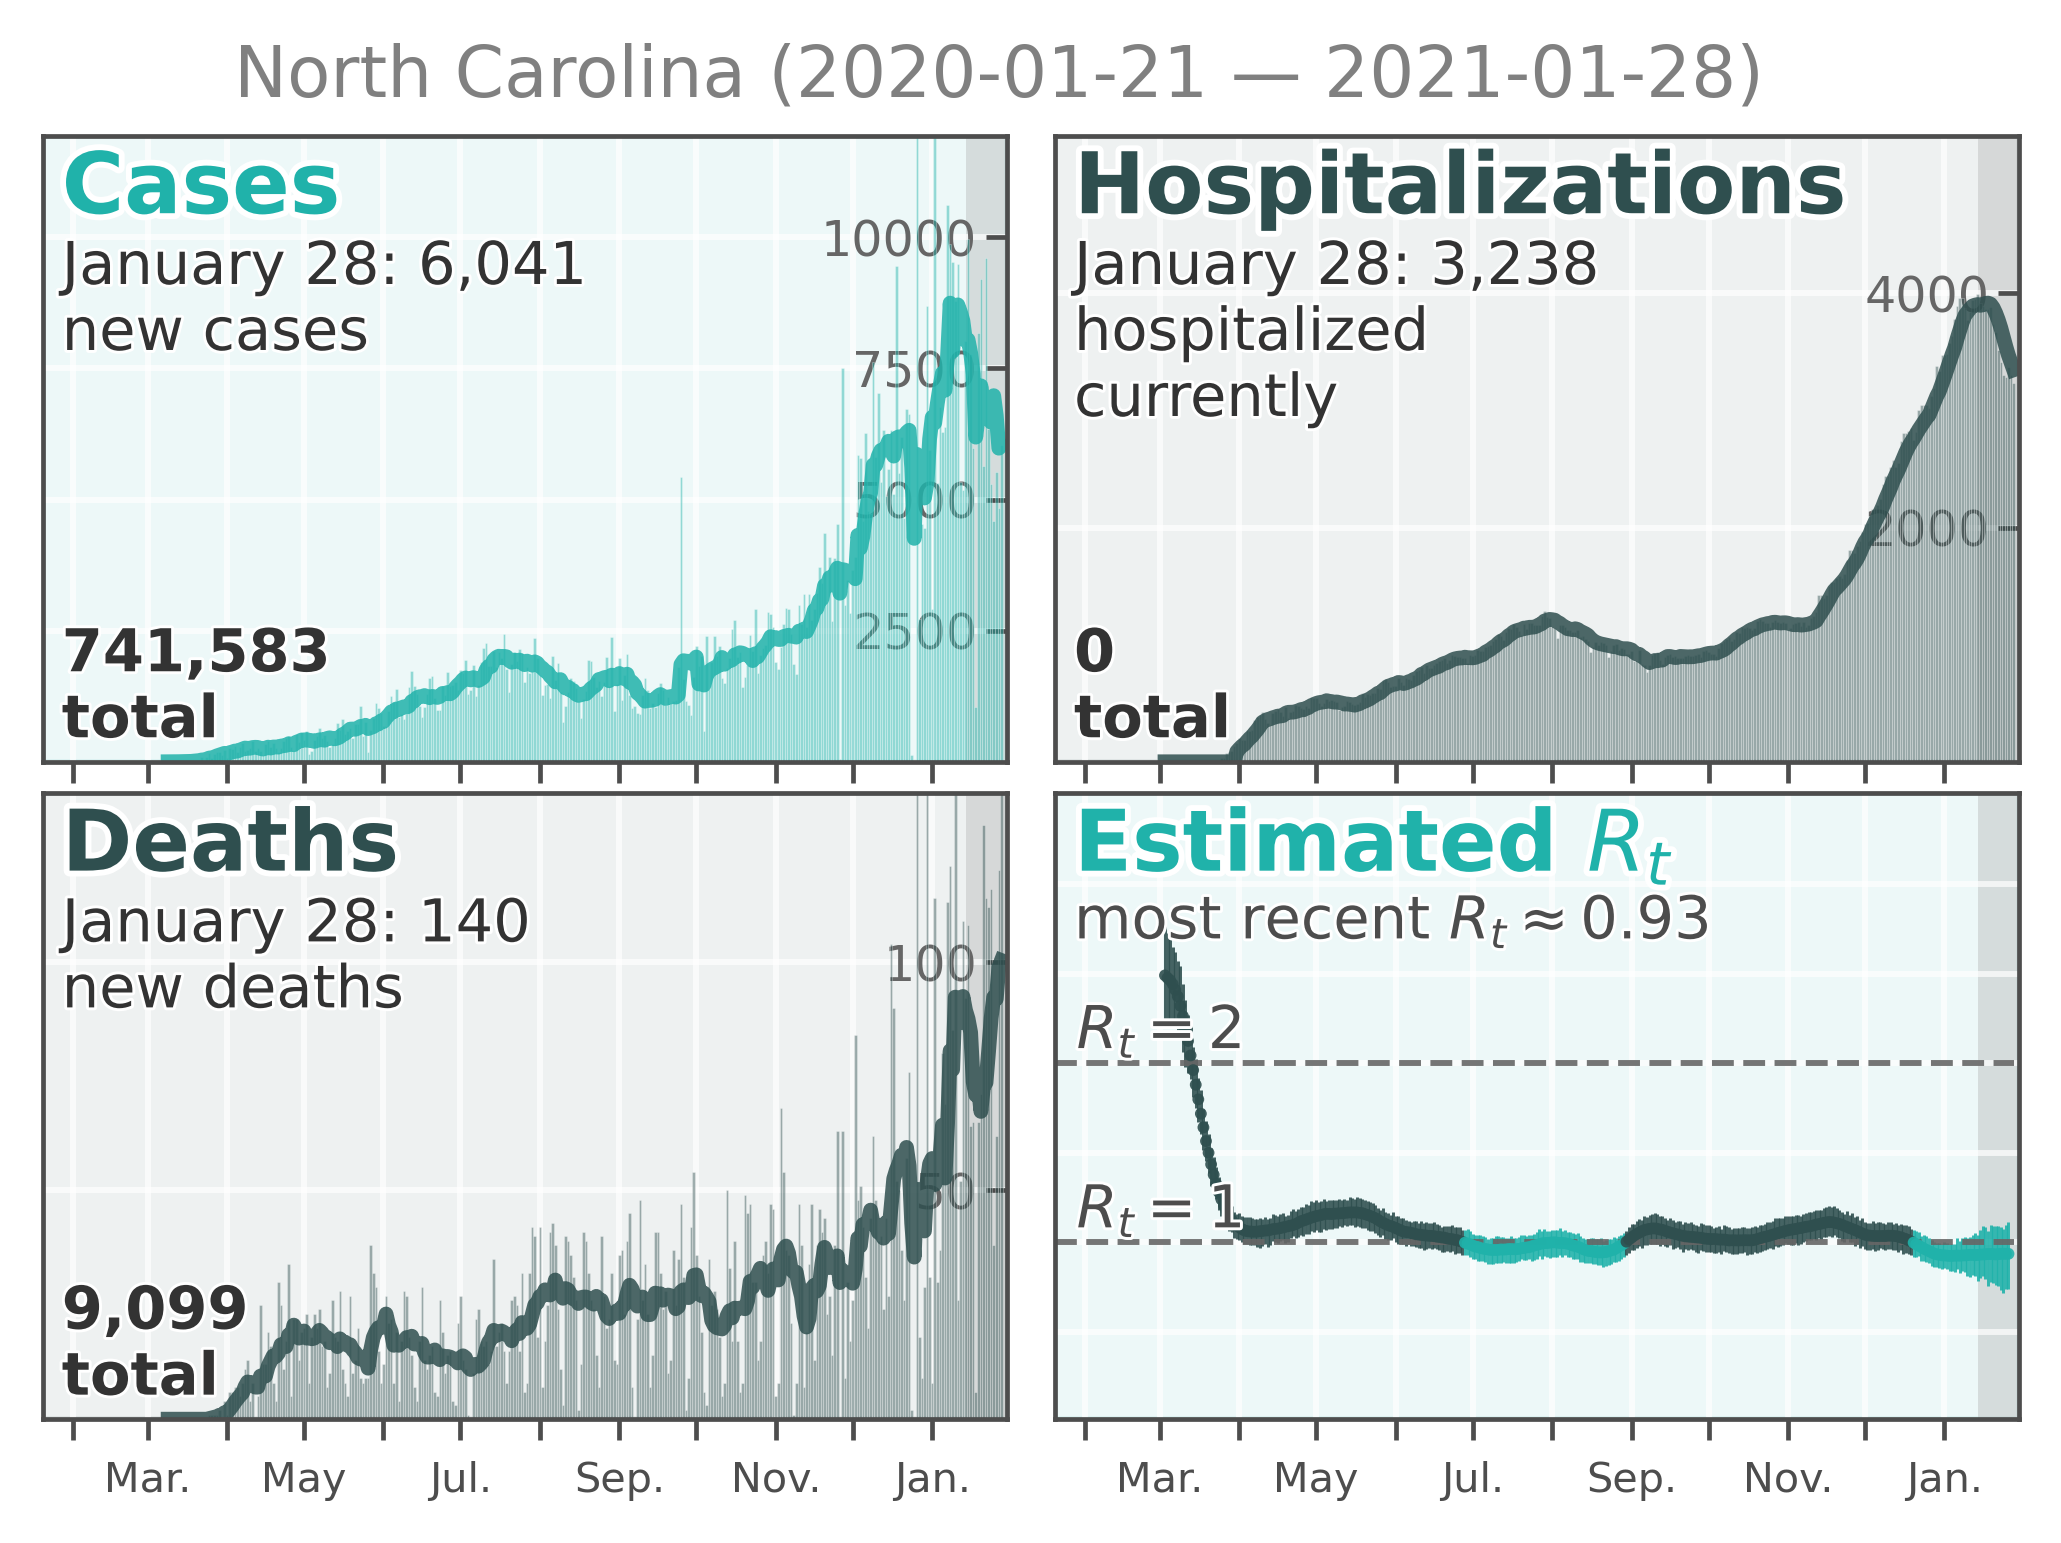 North Carolina (2020-01-21 — 2021-01-28)
Cases
January 28: 6,041
new cases
10000
7500
5000
2500
741,583
total
Hospitalizations
January 28: 3,238
hospitalized
currently
4000
2000
0
total
Deaths
January 28: 140
new deaths
100
50
9,099
total
Mar. May Jul. Sep. Nov. Jan.
Estimated Rt
most recent Rt ≈ 0.93
Rt = 2
Rt = 1
Mar. May Jul. Sep. Nov. Jan.